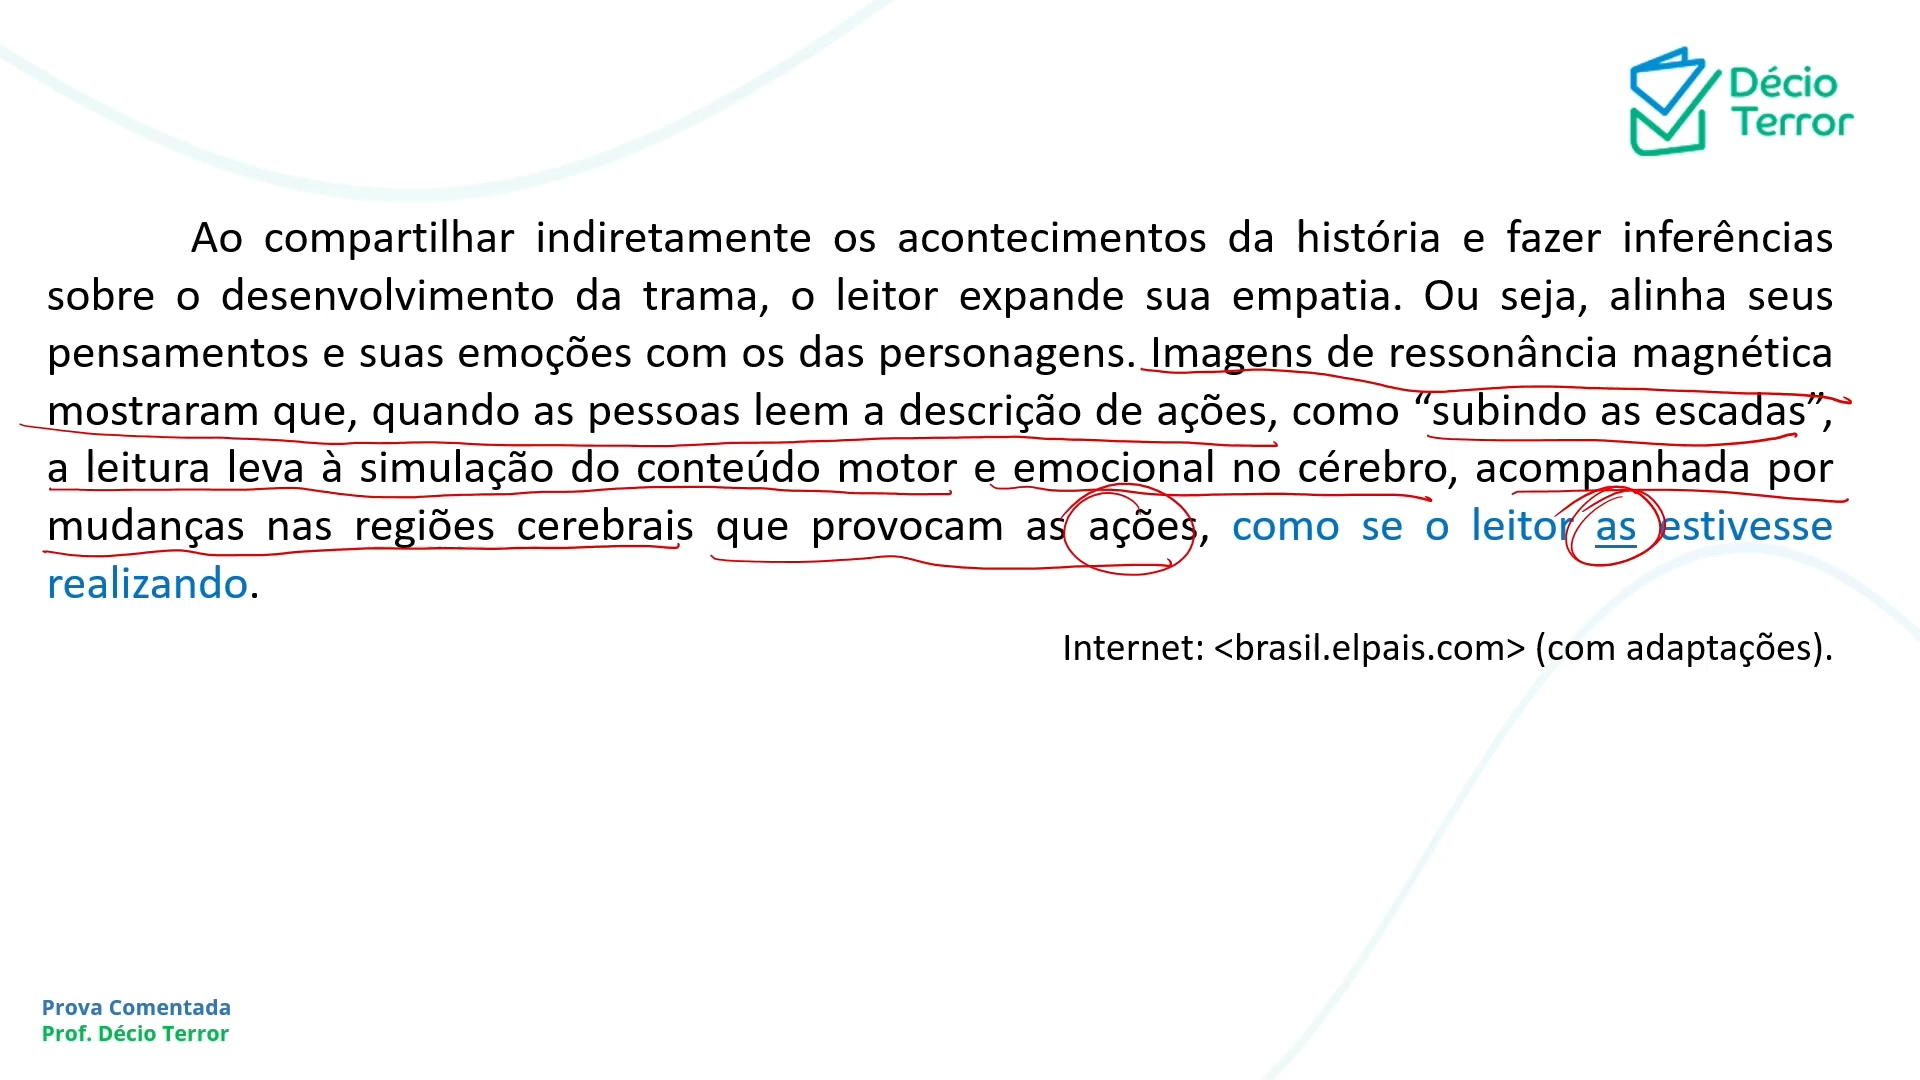 Décio
Terror
Ao compartilhar indiretamente os acontecimentos da história e fazer inferências
sobre o desenvolvimento da trama, o leitor expande sua empatia. Ou seja, alinha seus
pensamentos e suas emoções com os das personagens. Imagens de ressonância magnética
mostraram que, quando as pessoas leem a descrição de ações, como “subindo as escadas”,
a leitura leva à simulação do conteúdo motor e emocional no cérebro, acompanhada por
mudanças nas regiões cerebrais que provocam as ações, como se o leitor as estivesse
realizando.
Internet: <brasil.elpais.com> (com adaptações).
Prova Comentada
Prof. Décio Terror